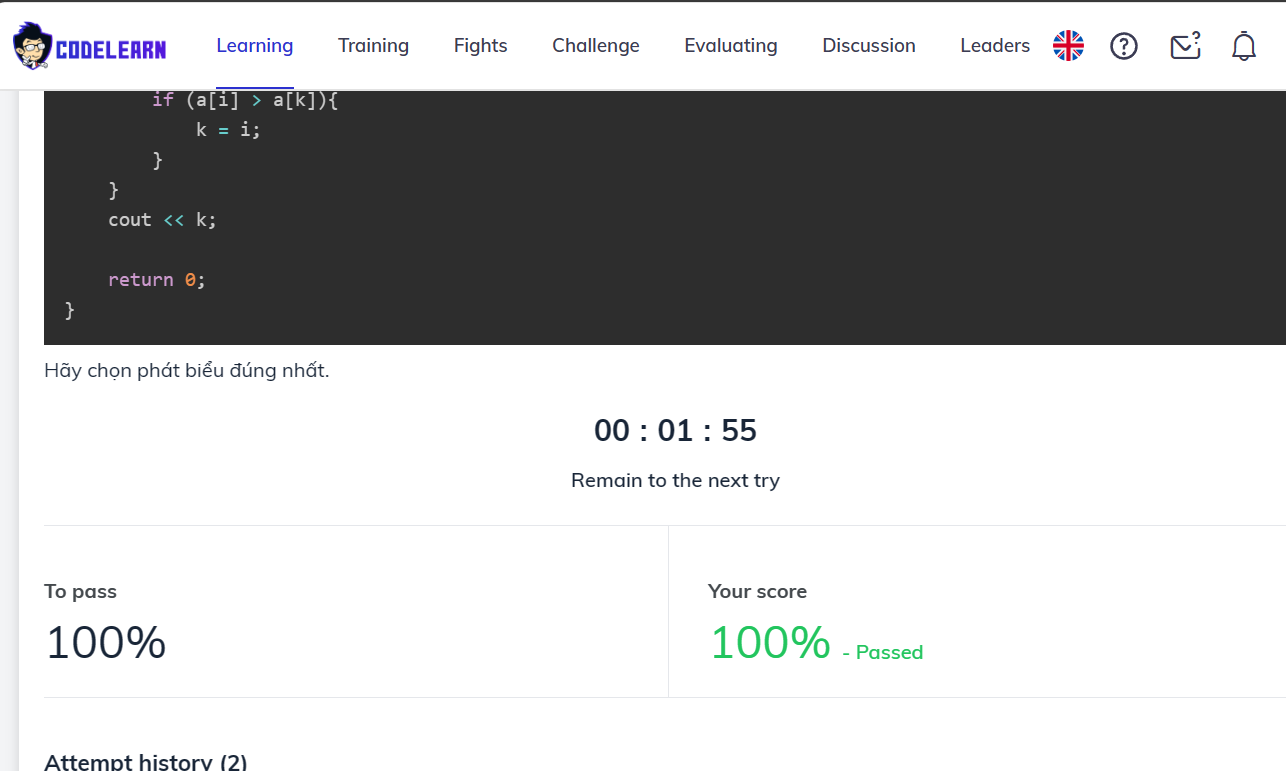 CODELEARN Learning Training Fights Challenge Evaluating Discussion Leaders
if (a[i] > a[k]){
k = i;
}
}
cout << k;
return 0;
}
Hãy chọn phát biểu đúng nhất.
00 : 01 : 55
Remain to the next try
To pass
100%
Your score
100% - Passed
Attempt history (2)